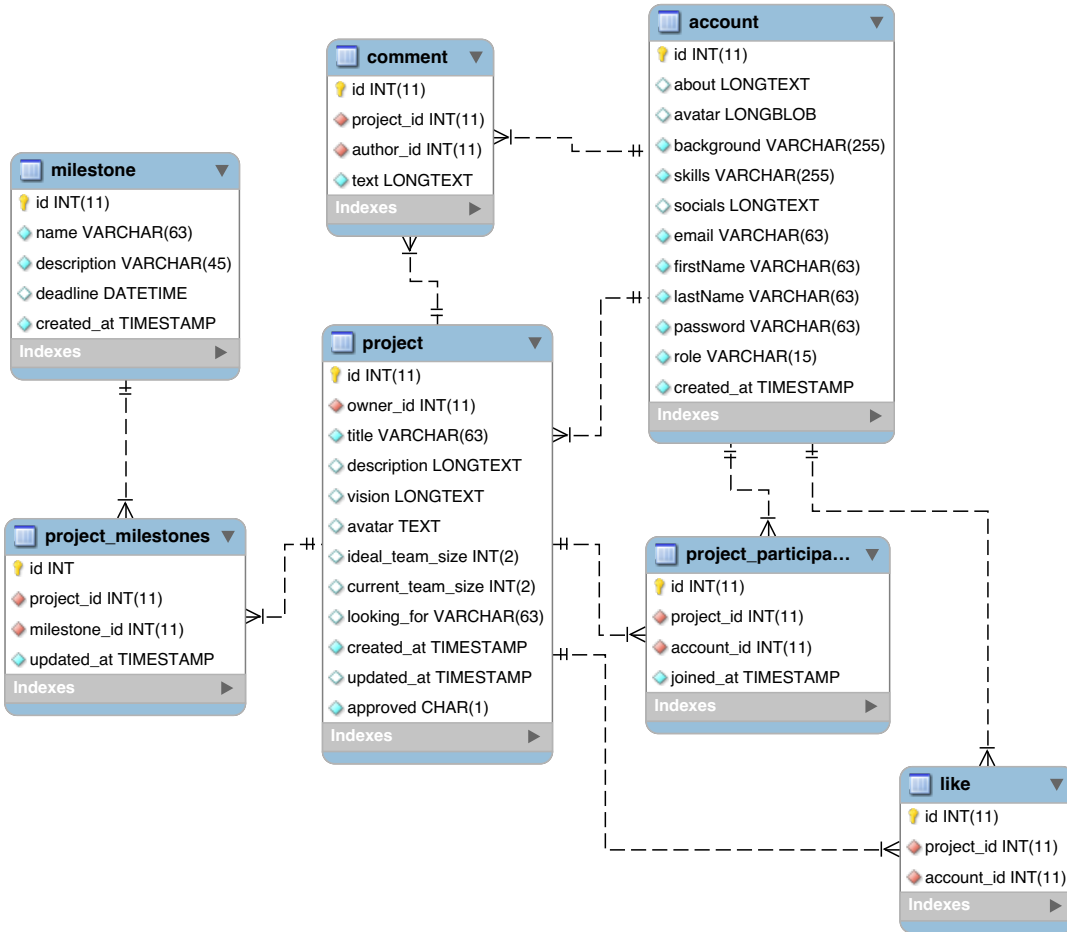 account
id INT(11)
about LONGTEXT
avatar LONGBLOB
background VARCHAR(255)
skills VARCHAR(255)
socials LONGTEXT
email VARCHAR(63)
firstName VARCHAR(63)
lastName VARCHAR(63)
password VARCHAR(63)
role VARCHAR(15)
created_at TIMESTAMP
Indexes
comment
id INT(11)
project_id INT(11)
author_id INT(11)
text LONGTEXT
Indexes
milestone
id INT(11)
name VARCHAR(63)
description VARCHAR(45)
deadline DATETIME
created_at TIMESTAMP
Indexes
project
id INT(11)
owner_id INT(11)
title VARCHAR(63)
description LONGTEXT
vision LONGTEXT
avatar TEXT
ideal_team_size INT(2)
current_team_size INT(2)
looking_for VARCHAR(63)
created_at TIMESTAMP
updated_at TIMESTAMP
approved CHAR(1)
Indexes
project_milestones
id INT
project_id INT(11)
milestone_id INT(11)
updated_at TIMESTAMP
Indexes
project_participa...
id INT(11)
project_id INT(11)
account_id INT(11)
joined_at TIMESTAMP
Indexes
like
id INT(11)
project_id INT(11)
account_id INT(11)
Indexes